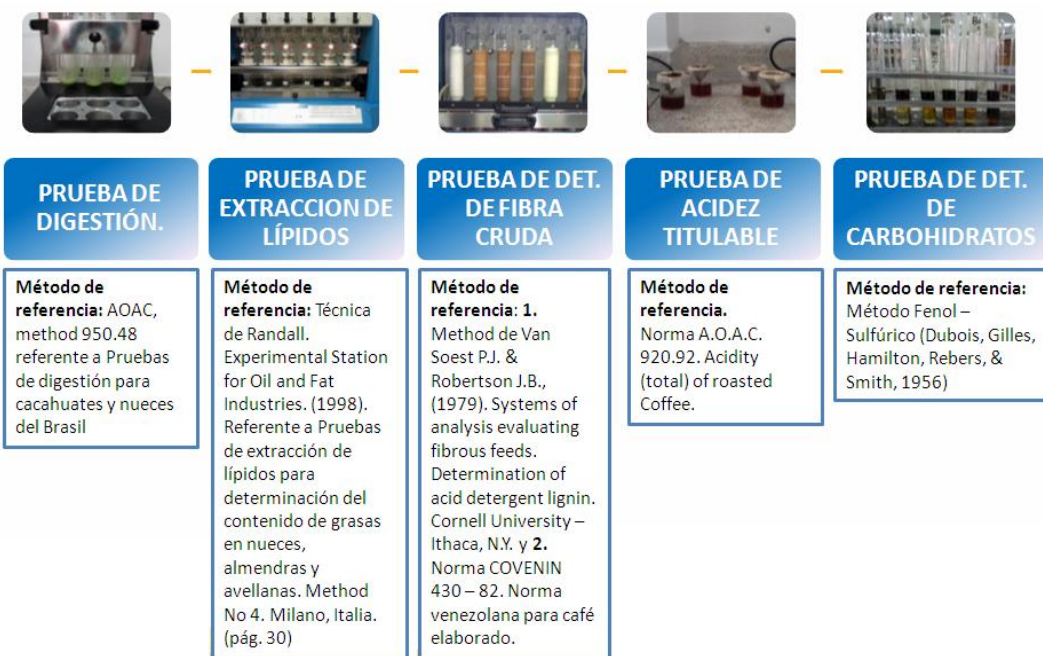 PRUEBA DE
DIGESTIÓN.
PRUEBA DE
EXTRACCION DE
LÍPIDOS
PRUEBA DE DET.
DE FIBRA
CRUDA
PRUEBA DE
ACIDEZ
TITULABLE
PRUEBA DE DET.
DE
CARBOHIDRATOS
Método de
referencia: AOAC,
method 950.48
referente a Pruebas
de digestión para
cacahuates y nueces
del Brasil
Método de
referencia: Técnica
de Randall.
Experimental Station
for Oil and Fat
Industries. (1998).
Referente a Pruebas
de extracción de
lípidos para
determinación del
contenido de grasas
en nueces,
almendras y
avellanas. Method
No 4. Milano, Italia.
(pág. 30)
Método de
referencia: 1.
Method de Van
Soest P.J. &
Robertson J.B.,
(1979). Systems of
analysis evaluating
fibrous feeds.
Determination of
acid detergent lignin.
Cornell University –
Ithaca, N.Y. y 2.
Norma COVENIN
430 – 82. Norma
venezolana para café
elaborado.
Método de
referencia.
Norma A.O.A.C.
920.92. Acidity
(total) of roasted
Coffee.
Método de referencia:
Método Fenol –
Sulfúrico (Dubois, Gilles,
Hamilton, Rebers, &
Smith, 1956)